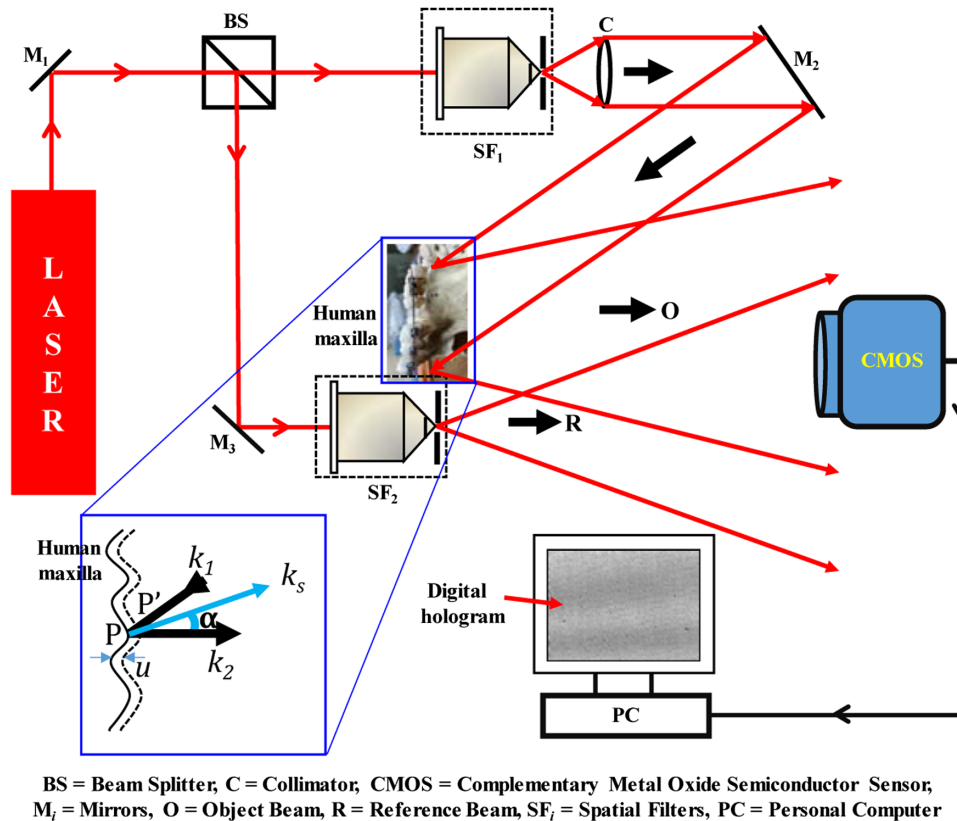 BS
M1
C
M2
SF1
LASER
Human
maxilla
O
CMOS
R
M3
SF2
Human
maxilla
k1
ks
P'
α
P
k2
u
Digital
hologram
PC
BS = Beam Splitter, C = Collimator, CMOS = Complementary Metal Oxide Semiconductor Sensor,
Mi = Mirrors, O = Object Beam, R = Reference Beam, SFi = Spatial Filters, PC = Personal Computer